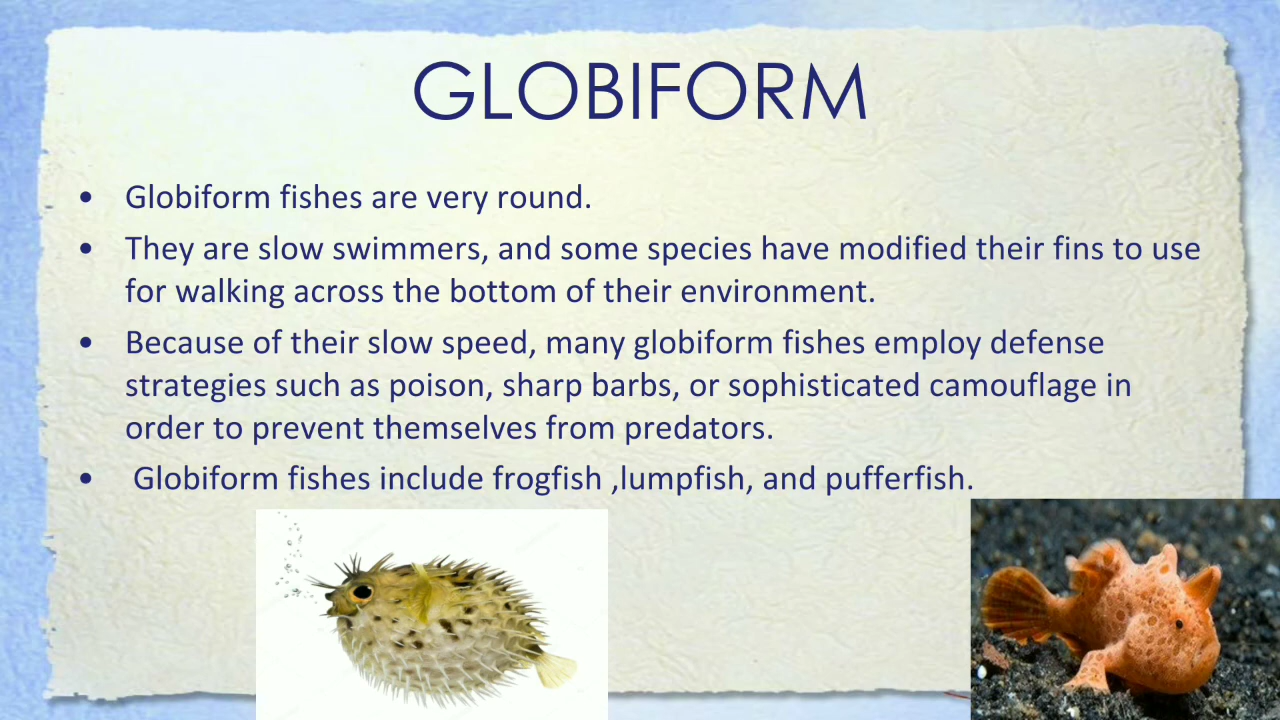 GLOBIFORM
• Globiform fishes are very round.
• They are slow swimmers, and some species have modified their fins to use
for walking across the bottom of their environment.
• Because of their slow speed, many globiform fishes employ defense
strategies such as poison, sharp barbs, or sophisticated camouflage in
order to prevent themselves from predators.
• Globiform fishes include frogfish ,lumpfish, and pufferfish.